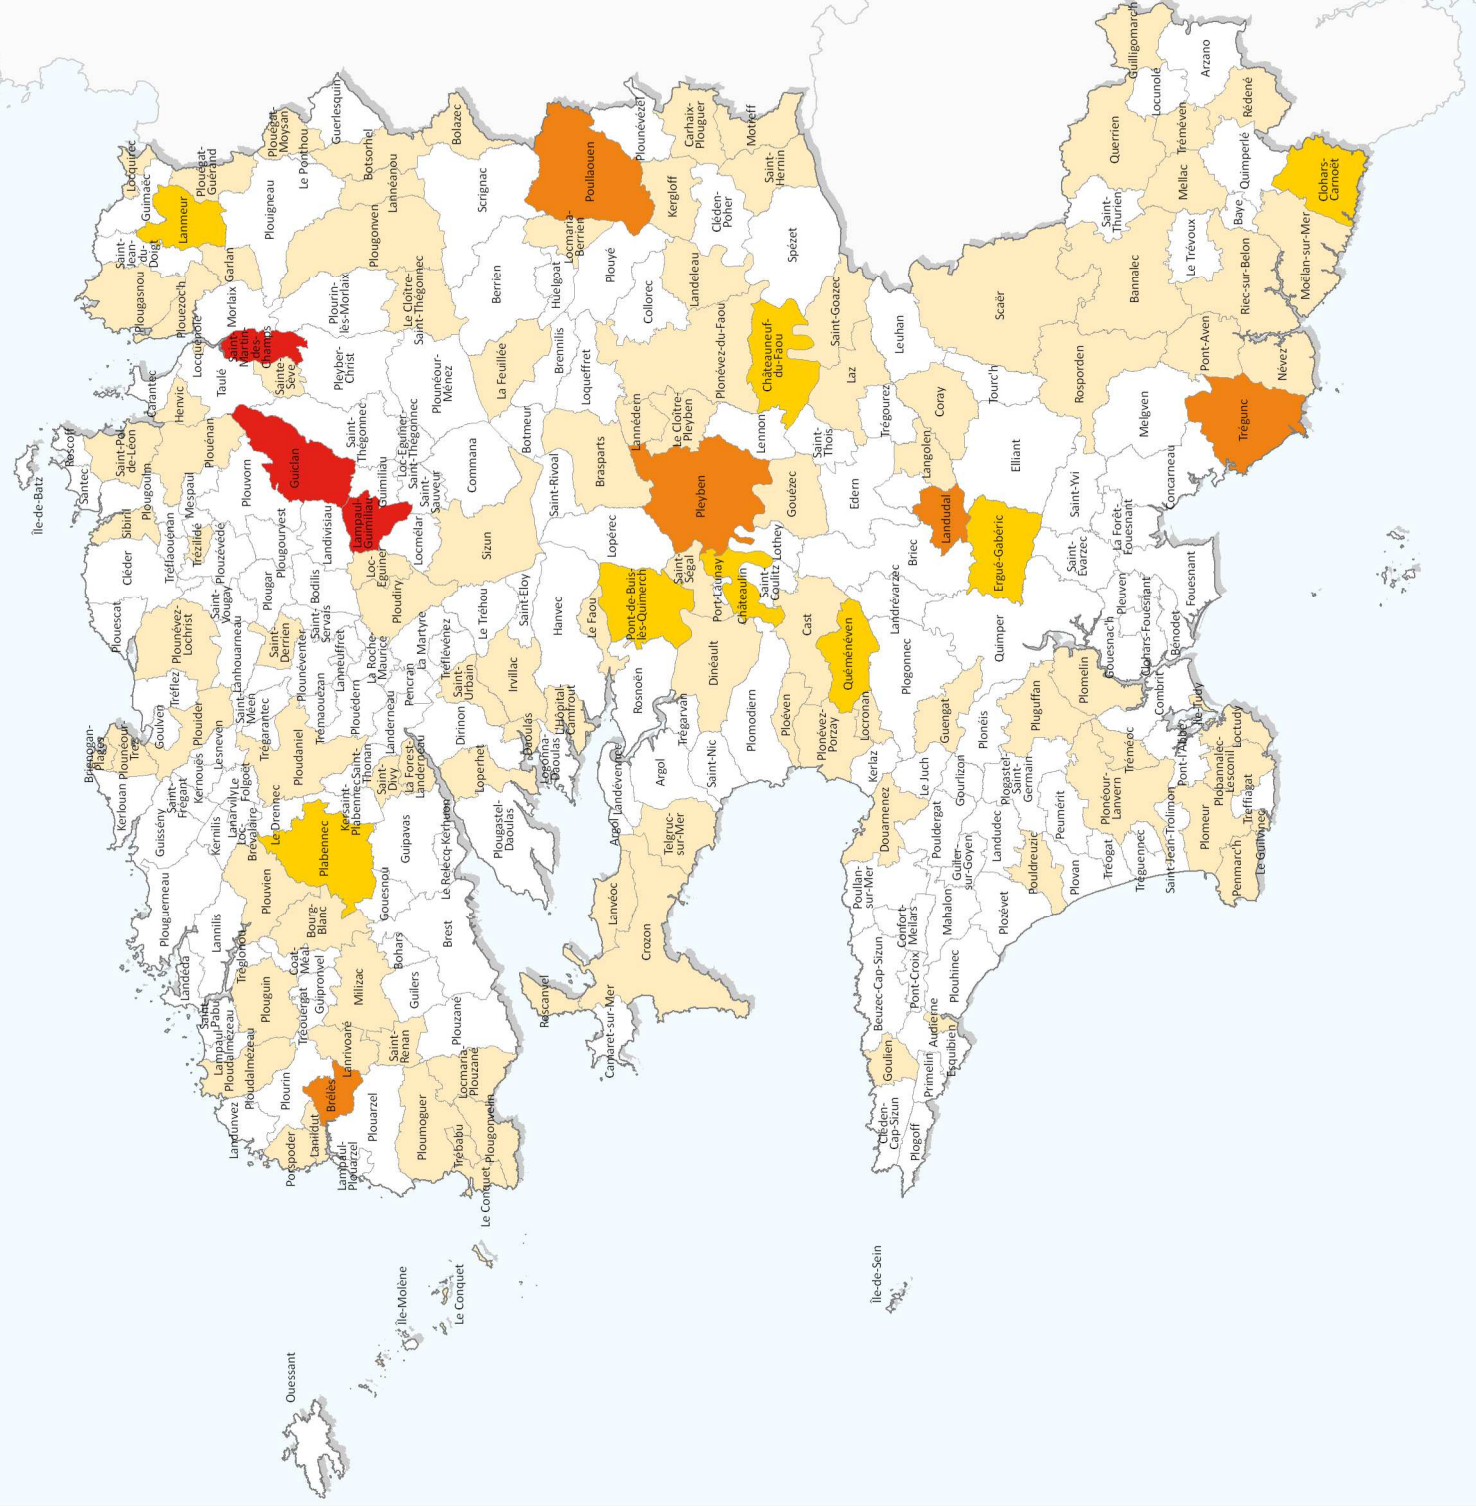 Île-de-Batz
Roscoff
Santec
Saint-Pol-
de-Léon
Plougoulm
Sibiril
Cléder
Plouescat
Tréflaouénan
Trézilidé
Mespaul
Plouénan
Plouzévédé
Plouvorn
Plougourvest
Plougar
Bodilis
Landivisiau
Saint-
Vougay
Saint-
Servais
Saint-
Derrien
Plounévez-
Lochrist
Lanhouarneau
Plounéventer
Lanneuffret
La Roche-
Maurice
La Martyre
Ploudiry
Loc-
Eguiner
Locmélar
Saint-
Sauveur
Lampaul-
Guimiliau
Guimiliau
Guiclan
Saint-
Thégonnec
Loc-Eguiner-
Saint-Thégonnec
Commana
Sizun
Carantec
Henvic
Locquénolé
Taulé
Saint-
Martin-
des-
Champs
Sainte-
Sève
Morlaix
Pleyber-
Christ
Plounéour-
Ménez
Plourin-
lès-Morlaix
Le Cloître-
Saint-Thégonnec
Plougasnou
Plouezoc'h
Garlan
Saint-
Jean-
du-
Doigt
Guimaëc
Locquirec
Lanmeur
Plouégat-
Guérand
Plouigneau
Plouégat-
Moysan
Le Ponthou
Guerlesquin
Botsorhel
Lannéanou
Plougonven
Bolazec
Scrignac
Berrien
Locmaria-
Berrien
Poullaouen
Huelgoat
Plouyé
La Feuillée
Brennilis
Loqueffret
Botmeur
Brasparts
Saint-Rivoal
Lopérec
Plounévézel
Carhaix-
Plouguer
Motreff
Saint-
Hernin
Kergloff
Cléden-
Poher
Spézet
Collorec
Landeleau
Plonévez-du-Faou
Châteauneuf-
du-Faou
Saint-Goazec
Laz
Lannédern
Le Cloître-
Pleyben
Lennon
Saint-
Thois
Pleyben
Gouézec
Lothey
Edern
Briec
Landrévarzec
Saint-
Ségal
Port-Launay
Châteaulin
Saint-
Coulitz
Cast
Pont-de-Buis-
lès-Quimerch
Le Faou
Hanvec
Saint-Eloy
Le Tréhou
Tréflévénez
Saint-
Urbain
Irvillac
L'Hôpital-
Camfrout
Daoulas
Logonna-
Daoulas
Dirinon
Loperhet
Plougastel-
Daoulas
Pencran
Landerneau
Plouédern
Trémaouézan
La Forest-
Landerneau
Saint-
Divy
Saint-
Thonan
Ploudaniel
Trégarantec
Saint-
Méen
Tréflez
Goulven
Plouider
Lesneven
Kernouës
Le
Folgoët
Brignogan-
Plages
Plounéour-
Trez
Kerlouan
Guissény
Saint-
Frégant
Kernilis
Lanarvily
Loc-
Brévalaire
Le Drennec
Kersaint-
Plabennec
Plabennec
Plouguerneau
Lannilis
Landéda
Plouvien
Bourg-
Blanc
Tréglonou
Coat-
Méal
Guipronvel
Tréouergat
Plouguin
Milizac
Saint-
Pabu
Lampaul-
Ploudalmézeau
Ploudalmézeau
Landunvez
Plourin
Porspoder
Lanildut
Brélès
Lanrivoaré
Saint-
Renan
Lampaul-
Plouarzel
Plouarzel
Ploumoguer
Trébabu
Le Conquet
Plougonvelin
Locmaria-
Plouzané
Plouzané
Guilers
Bohars
Brest
Gouesnou
Guipavas
Le Relecq-Kerhuon
Ouessant
Île-Molène
Le Conquet
Île-de-Sein
Roscanvel
Camaret-sur-Mer
Crozon
Lanvéoc
Telgruc-
sur-Mer
Argol
Landévennec
Argol
Rosnoën
Trégarvan
Dinéault
Saint-Nic
Plomodiern
Ploéven
Plonévez-
Porzay
Quéménéven
Locronan
Kerlaz
Plogonnec
Guengat
Quimper
Douarnenez
Le Juch
Pouldergat
Gourlizon
Plonéis
Pluguffan
Plomelin
Plogastel-
Saint-
Germain
Landudec
Guiler-
sur-Goyen
Poullan-
sur-Mer
Confort-
Meilars
Mahalon
Plozévet
Pouldreuzic
Plovan
Peumérit
Tréogat
Plonéour-
Lanvern
Tréméoc
Tréguennec
Saint-Jean-Trolimon
Plomeur
Penmarc'h
Le Guilvinec
Treffiagat
Plobannalec-
Lesconil
Loctudy
Pont-l'Abbé
Île-Tudy
Combrit
Beuzec-Cap-Sizun
Pont-Croix
Plouhinec
Audierne
Esquibien
Primelin
Goulien
Cléden-
Cap-Sizun
Plogoff
Bénodet
Clohars-Fouesnant
Gouesnac'h
Pleuven
Fouesnant
La Forêt-
Fouesnant
Saint-
Evarzec
Saint-Yvi
Ergué-Gabéric
Landudal
Langolen
Coray
Trégourez
Leuhan
Tourc'h
Elliant
Rosporden
Scaër
Concarneau
Melgven
Trégunc
Névez
Pont-Aven
Riec-sur-Belon
Moëlan-sur-Mer
Bannalec
Le Trévoux
Saint-
Thurien
Mellac
Baye
Quimperlé
Clohars-
Carnoët
Rédené
Tréméven
Querrien
Locunolé
Arzano
Guilligomarc'h